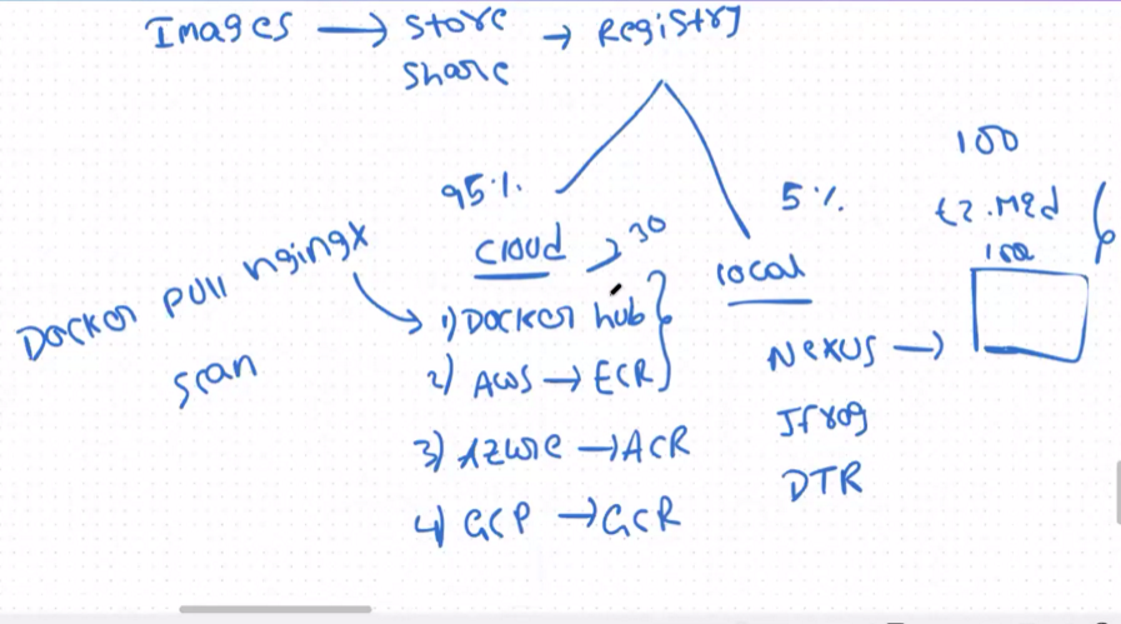 Images → store → Registry
share
95%
5%
100
t2.Med
100
cloud 30
local
Docker pull ngingx
scan
1) Docker hub
2) AWS → ECR
3) Azure → ACR
4) GCP → GCR
Nexus →
Jfrog
DTR